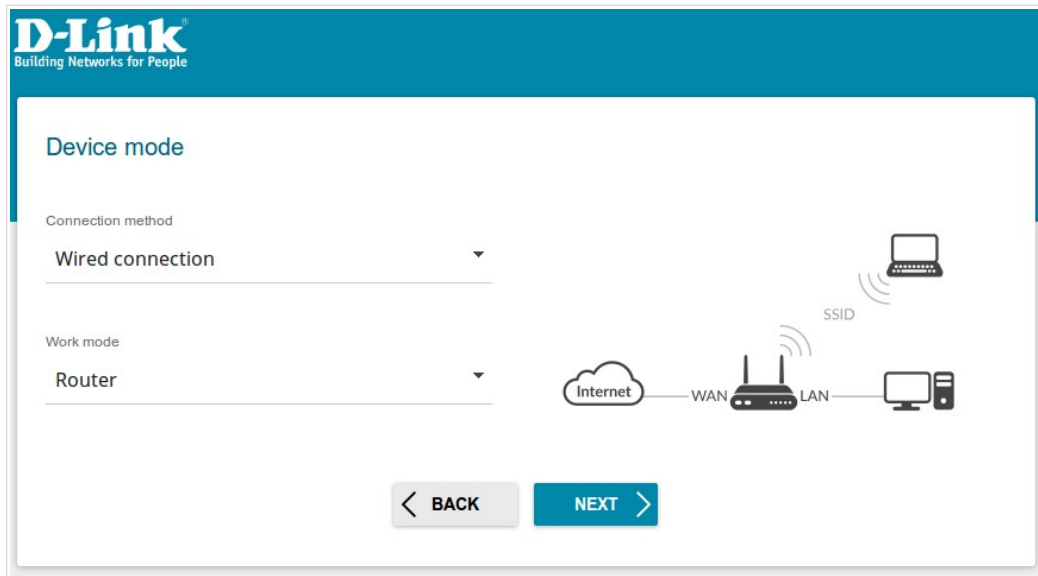 D-Link®
Building Networks for People
Device mode
Connection method
Wired connection
Work mode
Router
SSID
Internet
WAN
LAN
BACK
NEXT